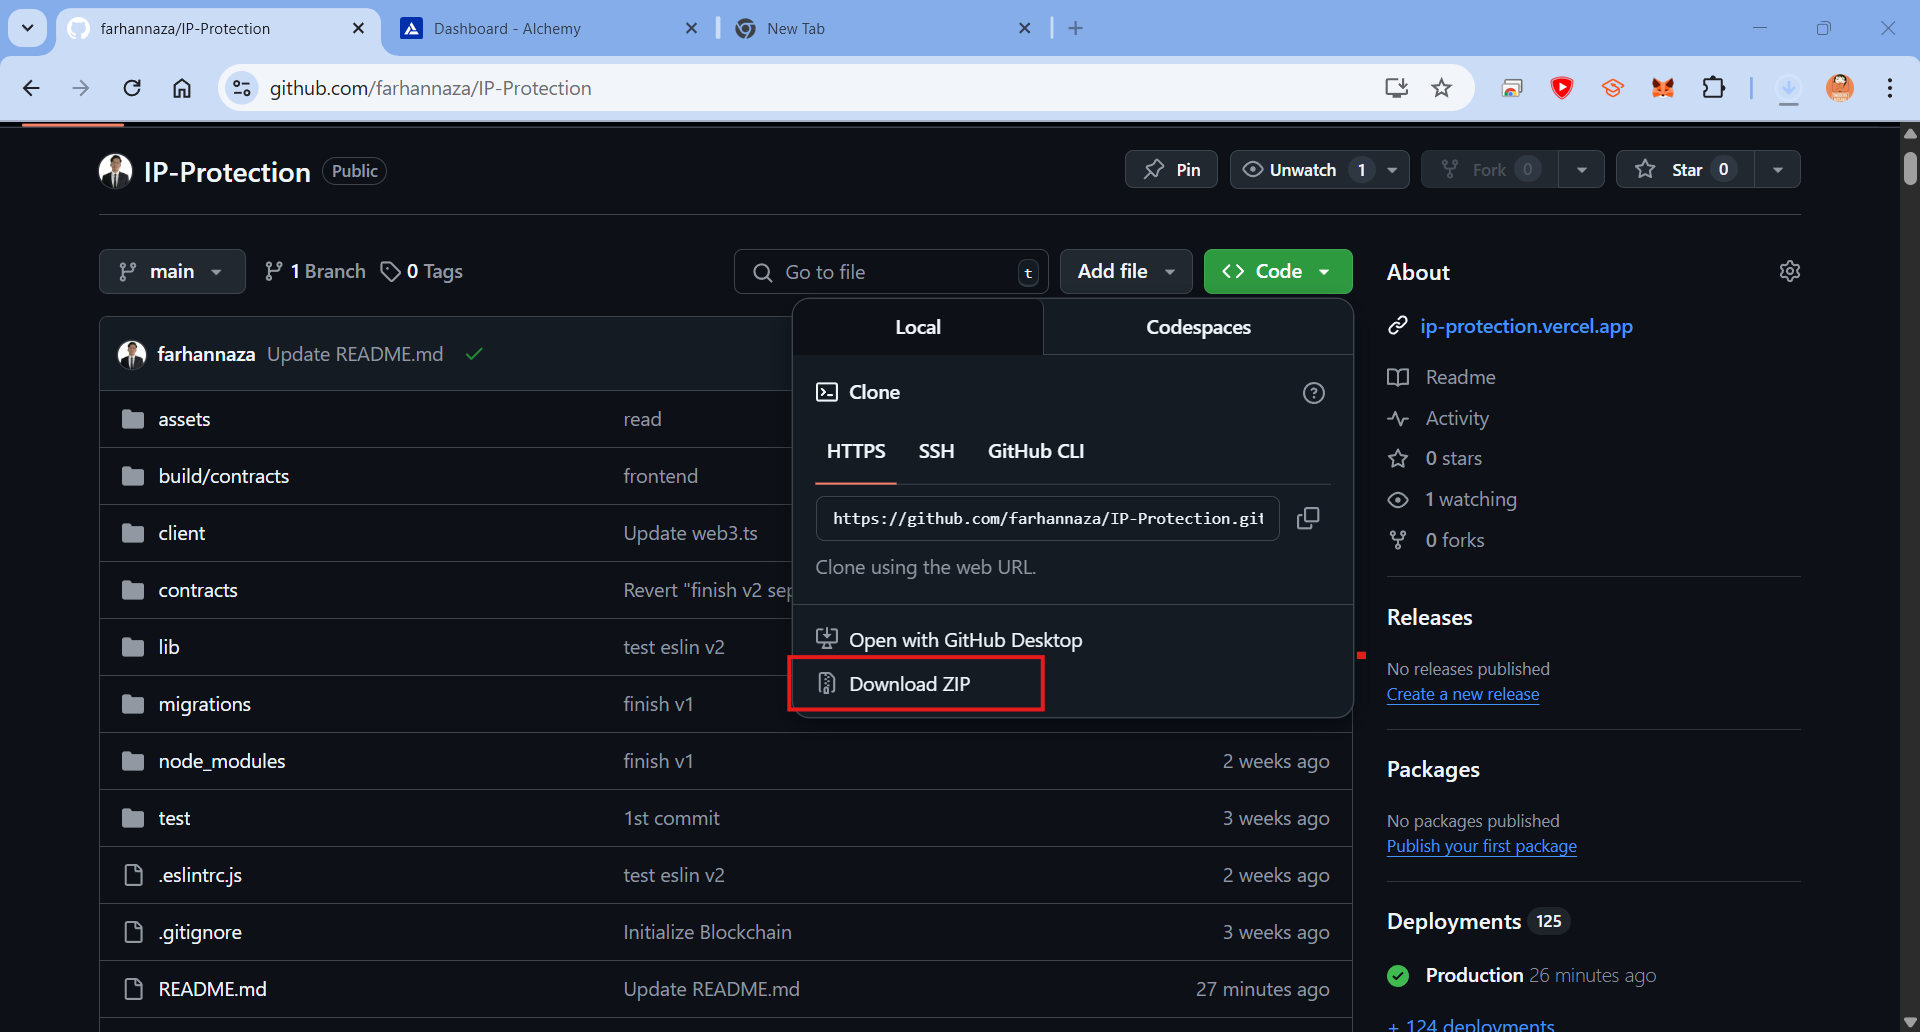 farhannaza/IP-Protection
Dashboard - Alchemy
New Tab
github.com/farhannaza/IP-Protection
IP-Protection
Public
Pin
Unwatch 1
Fork 0
Star 0
main
1 Branch
0 Tags
Go to file
t
Add file
<> Code
Local
Codespaces
Clone
HTTPS
SSH
GitHub CLI
https://github.com/farhannaza/IP-Protection.git
Clone using the web URL.
Open with GitHub Desktop
Download ZIP
farhannaza Update README.md
assets read
build/contracts frontend
client Update web3.ts
contracts Revert "finish v2 sep
lib test eslin v2
migrations finish v1
node_modules finish v1 2 weeks ago
test 1st commit 3 weeks ago
.eslintrc.js test eslin v2 2 weeks ago
.gitignore Initialize Blockchain 3 weeks ago
README.md Update README.md 27 minutes ago
About
ip-protection.vercel.app
Readme
Activity
0 stars
1 watching
0 forks
Releases
No releases published
Create a new release
Packages
No packages published
Publish your first package
Deployments 125
Production 26 minutes ago
+ 124 deployments